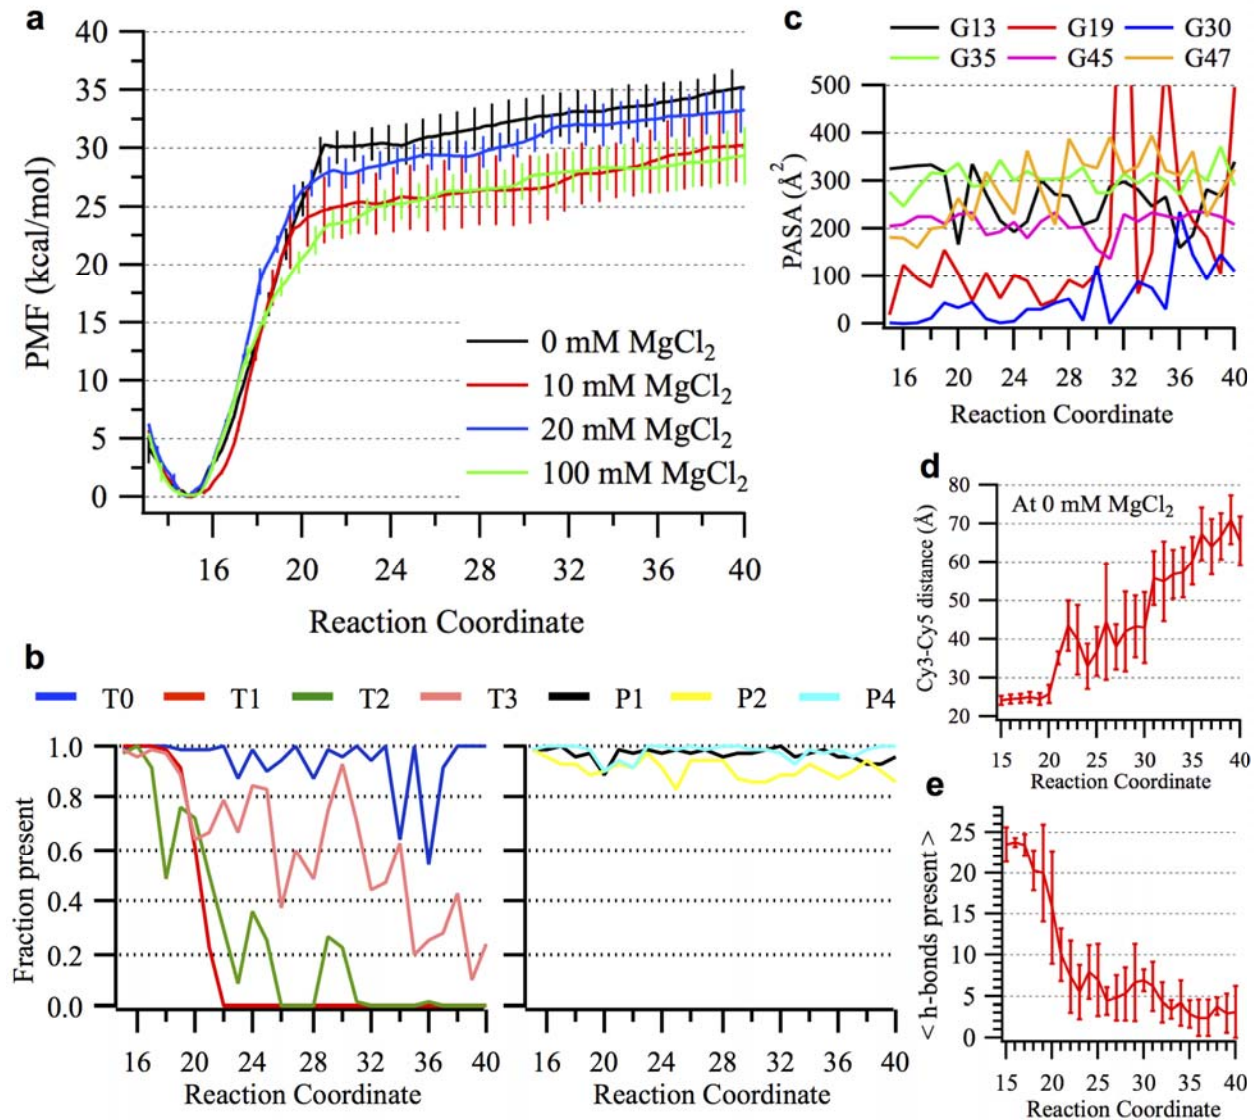 a
40
35
30
25
20
15
10
5
0
PMF (kcal/mol)
0 mM MgCl₂
10 mM MgCl₂
20 mM MgCl₂
100 mM MgCl₂
16 20 24 28 32 36 40
Reaction Coordinate
b
T0 T1 T2 T3 P1 P2 P4
1.0
0.8
0.6
0.4
0.2
0.0
Fraction present
16 20 24 28 32 36 40
Reaction Coordinate
16 20 24 28 32 36 40
Reaction Coordinate
c
G13 G19 G30
G35 G45 G47
500
400
300
200
100
0
PASA (Å²)
16 20 24 28 32 36 40
Reaction Coordinate
d
At 0 mM MgCl₂
80
70
60
50
40
30
20
Cy3-Cy5 distance (Å)
15 20 25 30 35 40
Reaction Coordinate
e
25
20
15
10
5
0
< h-bonds present >
15 20 25 30 35 40
Reaction Coordinate